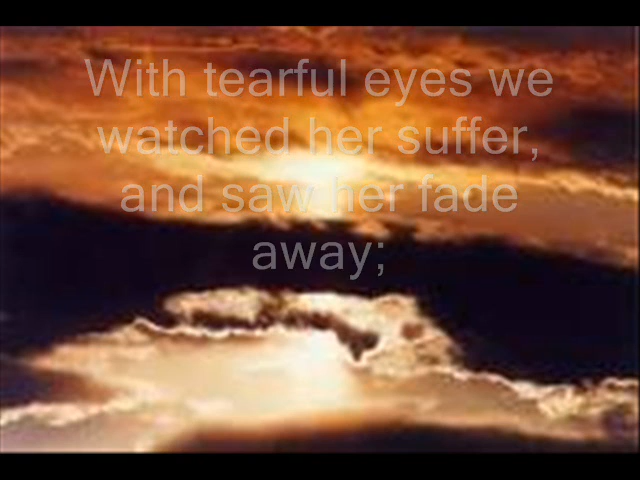 With tearful eyes we
watched her suffer,
and saw her fade
away;